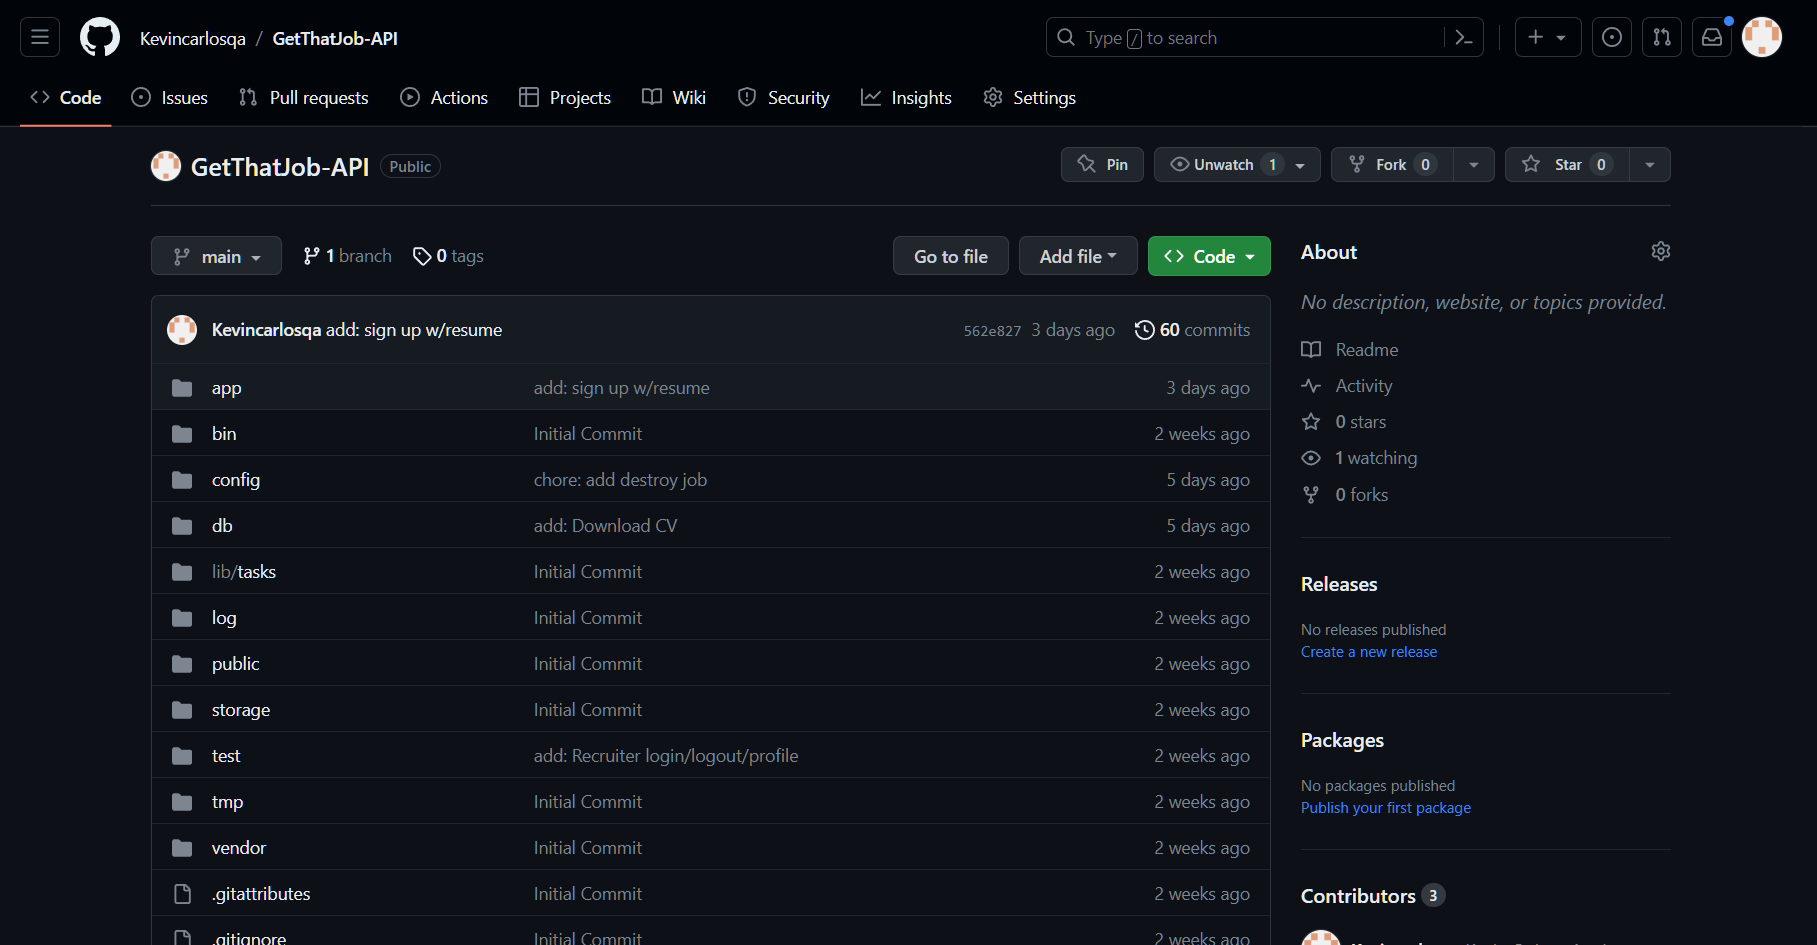 Kevincarlosqa / GetThatJob-API
Type / to search
Code Issues Pull requests Actions Projects Wiki Security Insights Settings
GetThatJob-API Public
Pin Unwatch 1 Fork 0 Star 0
main 1 branch 0 tags Go to file Add file Code
Kevincarlosqa add: sign up w/resume 562e827 3 days ago 60 commits
app add: sign up w/resume 3 days ago
bin Initial Commit 2 weeks ago
config chore: add destroy job 5 days ago
db add: Download CV 5 days ago
lib/tasks Initial Commit 2 weeks ago
log Initial Commit 2 weeks ago
public Initial Commit 2 weeks ago
storage Initial Commit 2 weeks ago
test add: Recruiter login/logout/profile 2 weeks ago
tmp Initial Commit 2 weeks ago
vendor Initial Commit 2 weeks ago
.gitattributes Initial Commit 2 weeks ago
.gitignore Initial Commit 2 weeks ago
About
No description, website, or topics provided.
Readme
Activity
0 stars
1 watching
0 forks
Releases
No releases published
Create a new release
Packages
No packages published
Publish your first package
Contributors 3